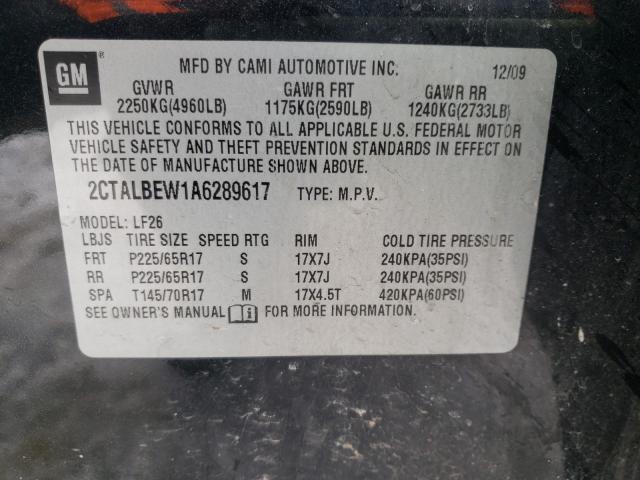 GM ®
MFD BY CAMI AUTOMOTIVE INC. 12/09
GVWR GAWR FRT GAWR RR
2250KG(4960LB) 1175KG(2590LB) 1240KG(2733LB)
THIS VEHICLE CONFORMS TO ALL APPLICABLE U.S. FEDERAL MOTOR
VEHICLE SAFETY AND THEFT PREVENTION STANDARDS IN EFFECT ON
THE DATE OF MANUFACTURE SHOWN ABOVE.
2CTALBEW1A6289617 TYPE: M.P.V.
MODEL: LF26
LBJS TIRE SIZE SPEED RTG RIM COLD TIRE PRESSURE
FRT P225/65R17 S 17X7J 240KPA(35PSI)
RR P225/65R17 S 17X7J 240KPA(35PSI)
SPA T145/70R17 M 17X4.5T 420KPA(60PSI)
SEE OWNER'S MANUAL FOR MORE INFORMATION.